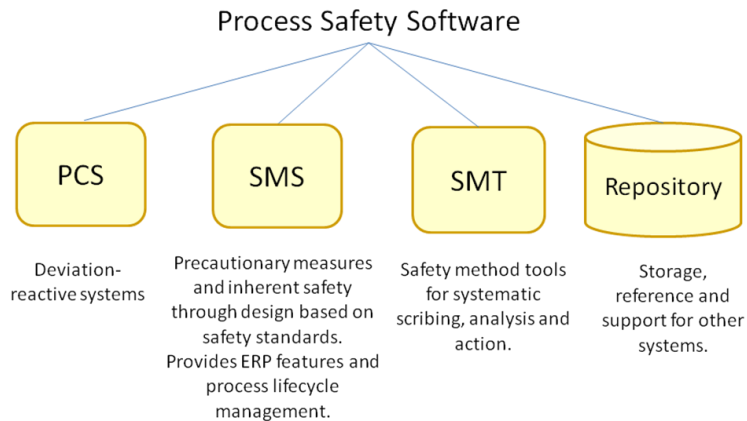 Process Safety Software
PCS
SMS
SMT
Repository
Deviation-
reactive systems
Precautionary measures
and inherent safety
through design based on
safety standards.
Provides ERP features and
process lifecycle
management.
Safety method tools
for systematic
scribing, analysis and
action.
Storage,
reference and
support for other
systems.